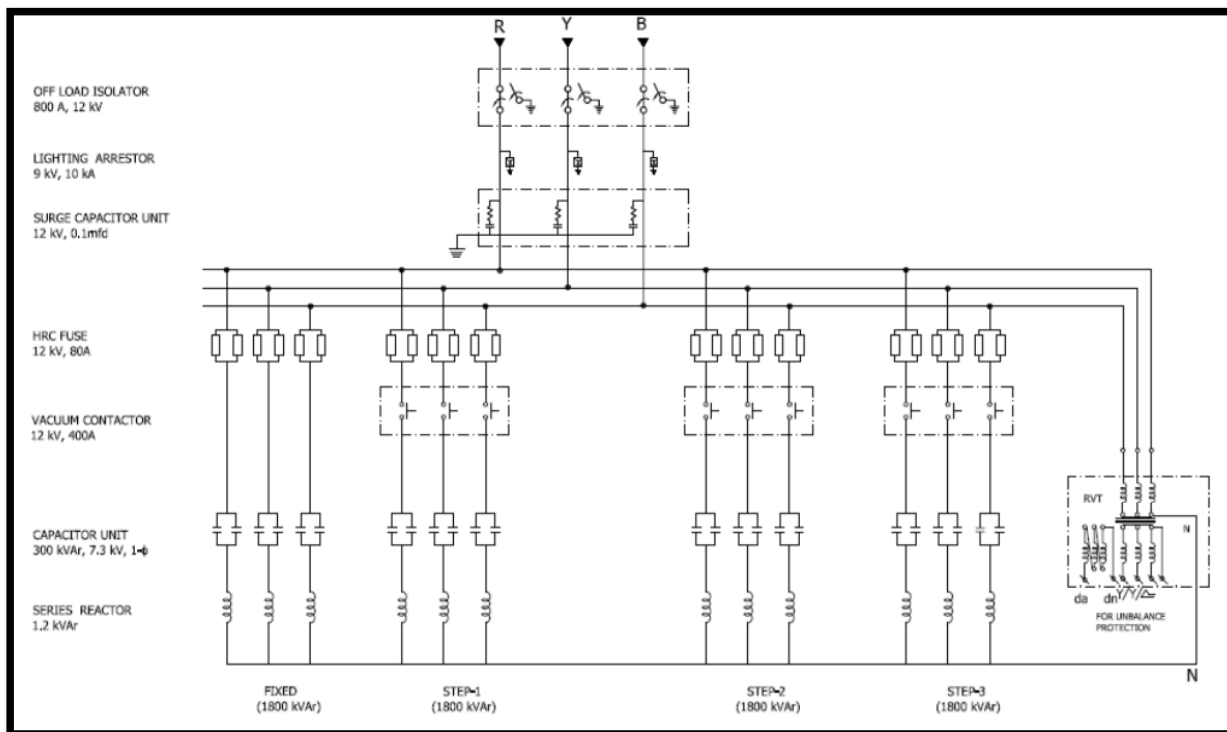 R Y B
OFF LOAD ISOLATOR
800 A, 12 kV
LIGHTING ARRESTOR
9 kV, 10 kA
SURGE CAPACITOR UNIT
12 kV, 0.1mfd
HRC FUSE
12 kV, 80A
VACUUM CONTACTOR
12 kV, 400A
RVT
N
CAPACITOR UNIT
300 kVAr, 7.3 kV, 1-ϕ
da dn Y/Y/
FOR UNBALANCE
PROTECTION
SERIES REACTOR
1.2 kVAr
N
FIXED
(1800 kVAr)
STEP-1
(1800 kVAr)
STEP-2
(1800 kVAr)
STEP-3
(1800 kVAr)